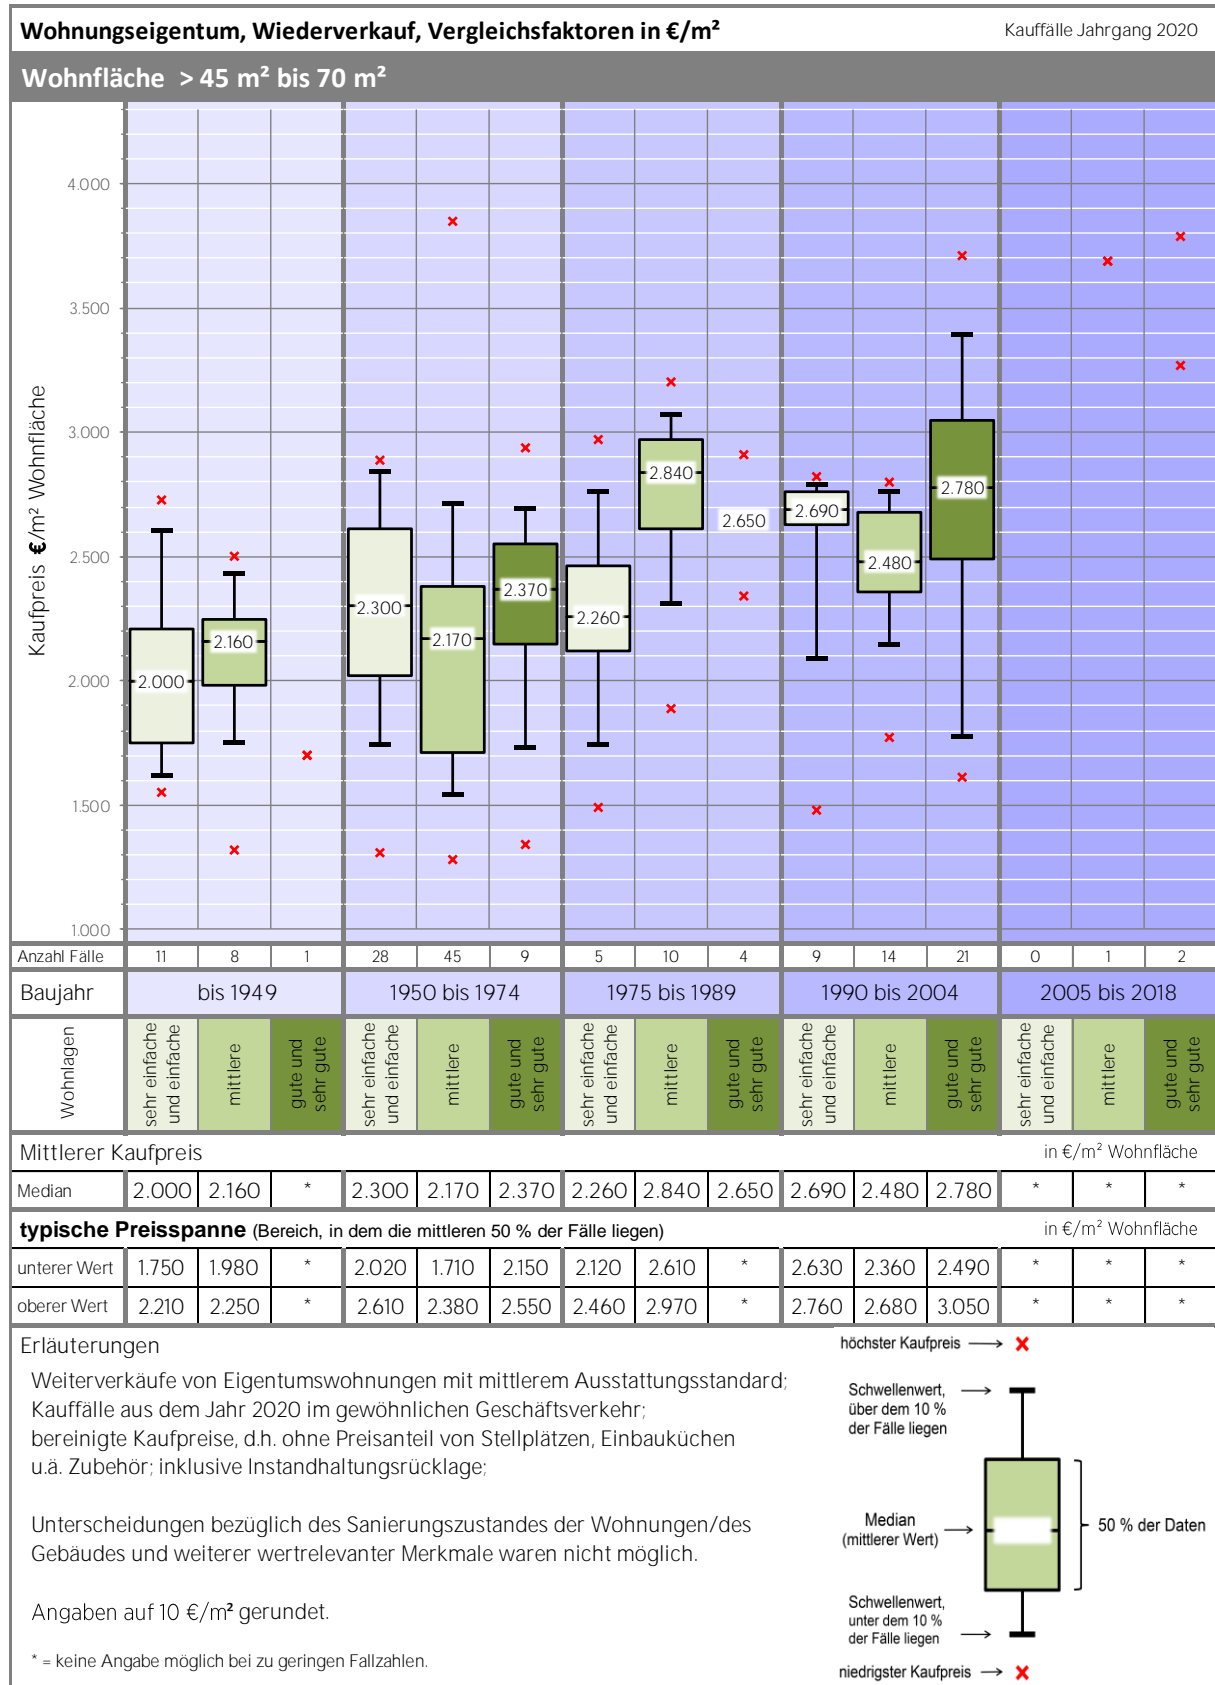 Wohnungseigentum, Wiederverkauf, Vergleichsfaktoren in €/m² Kauffälle Jahrgang 2020
Wohnfläche > 45 m² bis 70 m²
Kaufpreis €/m² Wohnfläche
4.000
3.500
3.000
2.500
2.000
1.500
1.000
2.000
2.160
2.300
2.170
2.370
2.260
2.840
2.650
2.690
2.480
2.780
Anzahl Fälle 11 8 1 28 45 9 5 10 4 9 14 21 0 1 2
Baujahr bis 1949 1950 bis 1974 1975 bis 1989 1990 bis 2004 2005 bis 2018
Wohnlagen
sehr einfache
und einfache
mittlere
gute und
sehr gute
sehr einfache
und einfache
mittlere
gute und
sehr gute
sehr einfache
und einfache
mittlere
gute und
sehr gute
sehr einfache
und einfache
mittlere
gute und
sehr gute
sehr einfache
und einfache
mittlere
gute und
sehr gute
Mittlerer Kaufpreis in €/m² Wohnfläche
Median 2.000 2.160 * 2.300 2.170 2.370 2.260 2.840 2.650 2.690 2.480 2.780 * * *
typische Preisspanne (Bereich, in dem die mittleren 50 % der Fälle liegen) in €/m² Wohnfläche
unterer Wert 1.750 1.980 * 2.020 1.710 2.150 2.120 2.610 * 2.630 2.360 2.490 * * *
oberer Wert 2.210 2.250 * 2.610 2.380 2.550 2.460 2.970 * 2.760 2.680 3.050 * * *
Erläuterungen
Weiterverkäufe von Eigentumswohnungen mit mittlerem Ausstattungsstandard;
Kauffälle aus dem Jahr 2020 im gewöhnlichen Geschäftsverkehr;
bereinigte Kaufpreise, d.h. ohne Preisanteil von Stellplätzen, Einbauküchen
u.ä. Zubehör; inklusive Instandhaltungsrücklage;
Unterscheidungen bezüglich des Sanierungszustandes der Wohnungen/des
Gebäudes und weiterer wertrelevanter Merkmale waren nicht möglich.
Angaben auf 10 €/m² gerundet.
* = keine Angabe möglich bei zu geringen Fallzahlen.
höchster Kaufpreis
Schwellenwert,
über dem 10 %
der Fälle liegen
Median
(mittlerer Wert)
50 % der Daten
Schwellenwert,
unter dem 10 %
der Fälle liegen
niedrigster Kaufpreis